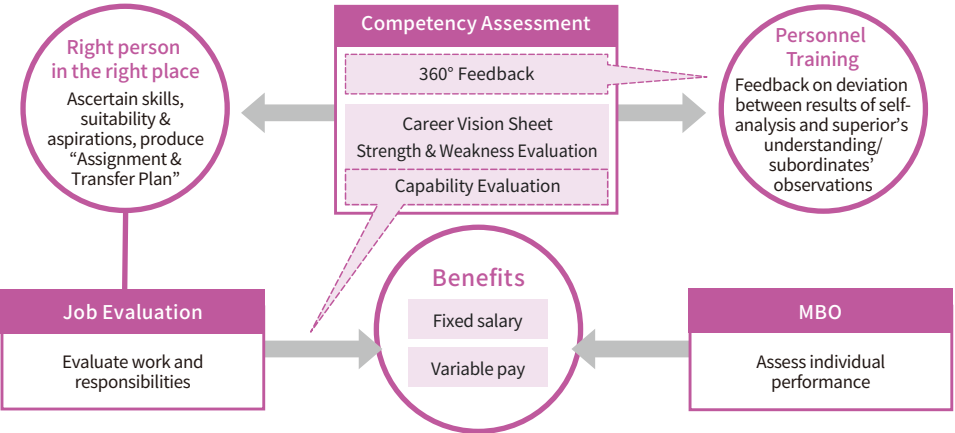 Right person
in the right place
Ascertain skills,
suitability &
aspirations, produce
“Assignment &
Transfer Plan”
Competency Assessment
360° Feedback
Career Vision Sheet
Strength & Weakness Evaluation
Capability Evaluation
Personnel
Training
Feedback on deviation
between results of self-
analysis and superior’s
understanding/
subordinates’
observations
Job Evaluation
Evaluate work and
responsibilities
Benefits
Fixed salary
Variable pay
MBO
Assess individual
performance